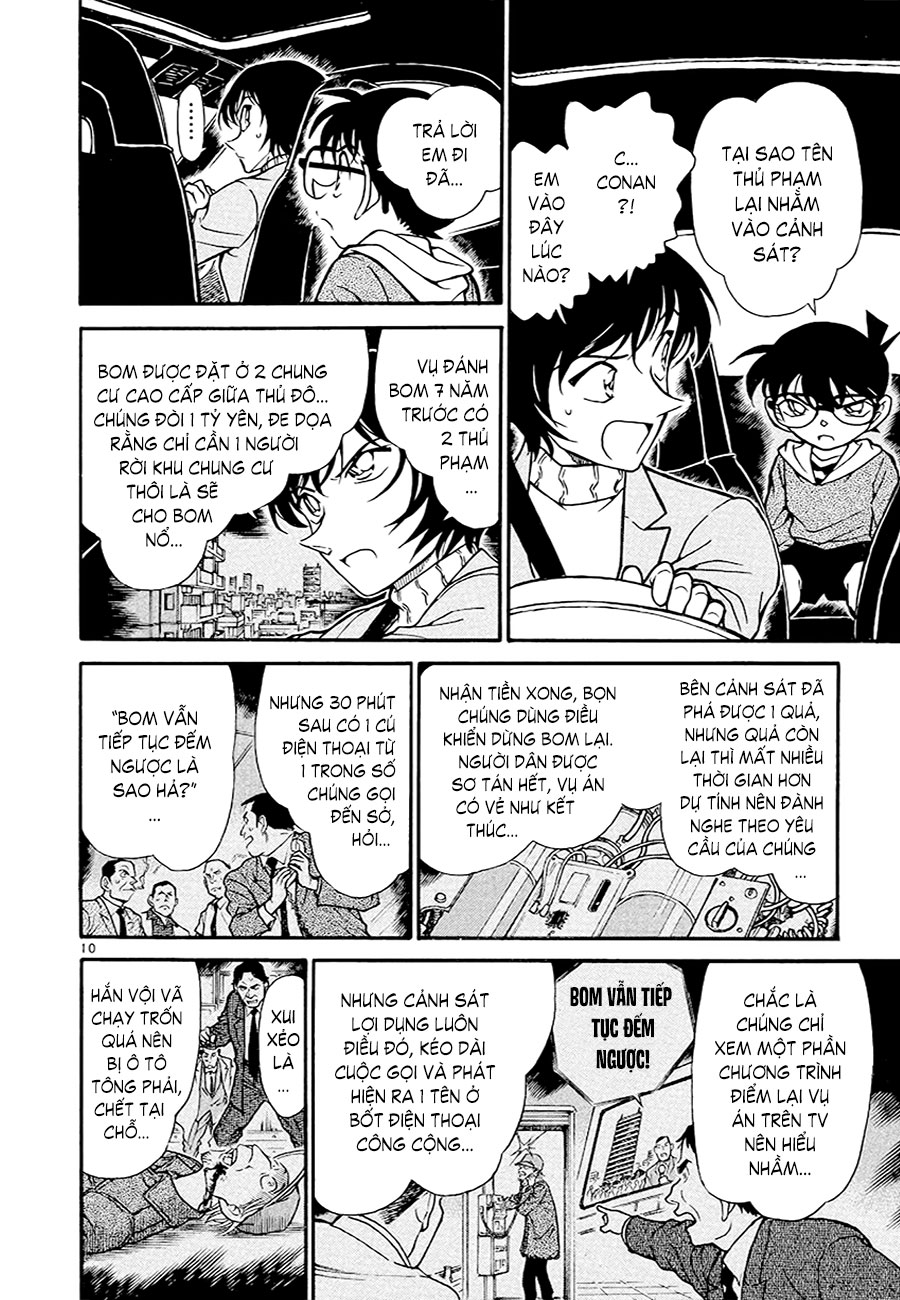 TẠI SAO TÊN
THỦ PHẠM
LẠI NHẰM
VÀO CẢNH
SÁT?
C...
CONAN
?!
EM
VÀO
ĐÂY
LÚC
NÀO?
TRẢ LỜI
EM ĐI
ĐÃ...
......
VỤ ĐÁNH
BOM 7 NĂM
TRƯỚC CÓ
2 THỦ
PHẠM
...
BOM ĐƯỢC ĐẶT Ở 2 CHUNG
CƯ CAO CẤP GIỮA THỦ ĐÔ...
CHÚNG ĐÒI 1 TỶ YÊN, ĐE DỌA
RẰNG CHỈ CẦN 1 NGƯỜI
RỜI KHU CHUNG CƯ
THÔI LÀ SẼ
CHO BOM
NỔ...
BÊN CẢNH SÁT ĐÃ
PHÁ ĐƯỢC 1 QUẢ,
NHƯNG QUẢ CÒN
LẠI THÌ MẤT NHIỀU
THỜI GIAN HƠN
DỰ TÍNH NÊN ĐÀNH
NGHE THEO YÊU
CẦU CỦA CHÚNG
...
NHẬN TIỀN XONG, BỌN
CHÚNG DÙNG ĐIỀU
KHIỂN DỪNG BOM LẠI.
NGƯỜI DÂN ĐƯỢC
SƠ TÁN HẾT, VỤ ÁN
CÓ VẺ NHƯ KẾT
THÚC...
NHƯNG 30 PHÚT
SAU CÓ 1 CÚ
ĐIỆN THOẠI TỪ
1 TRONG SỐ
CHÚNG GỌI
ĐẾN SỞ,
HỎI...
"BOM VẪN
TIẾP TỤC ĐẾM
NGƯỢC LÀ
SAO HẢ?"
...
10
CHẮC LÀ
CHÚNG CHỈ
XEM MỘT PHẦN
CHƯƠNG TRÌNH
ĐIỂM LẠI VỤ
ÁN TRÊN TV
NÊN HIỂU
NHẦM...
BOM VẪN TIẾP
TỤC ĐẾM
NGƯỢC!
NHƯNG CẢNH SÁT
LỢI DỤNG LUÔN
ĐIỀU ĐÓ, KÉO DÀI
CUỘC GỌI VÀ PHÁT
HIỆN RA 1 TÊN Ở
BỐT ĐIỆN THOẠI
CÔNG CỘNG...
XUI
XẺO
LÀ
...
HẮN VỘI VÃ
CHẠY TRỐN
QUÁ NÊN
BỊ Ô TÔ
TÔNG PHẢI,
CHẾT TẠI
CHỖ...